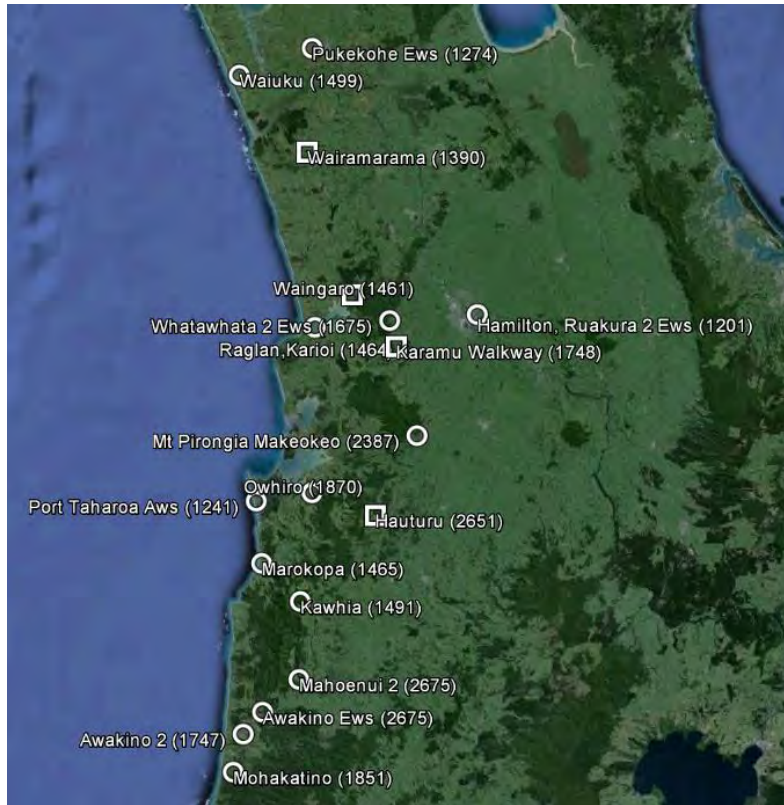 Pukekohe Ews (1274)
Waiuku (1499)
Wairamarama (1390)
Waingaro (1461)
Whatawhata 2 Ews (1675)
Hamilton, Ruakura 2 Ews (1201)
Raglan,Karioi (1464
Karamu Walkway (1748)
Mt Pirongia Makeokeo (2387)
Owhiro (1870)
Port Taharoa Aws (1241)
Hauturu (2651)
Marokopa (1465)
Kawhia (1491)
Mahoenui 2 (2675)
Awakino Ews (2675)
Awakino 2 (1747)
Mohakatino (1851)